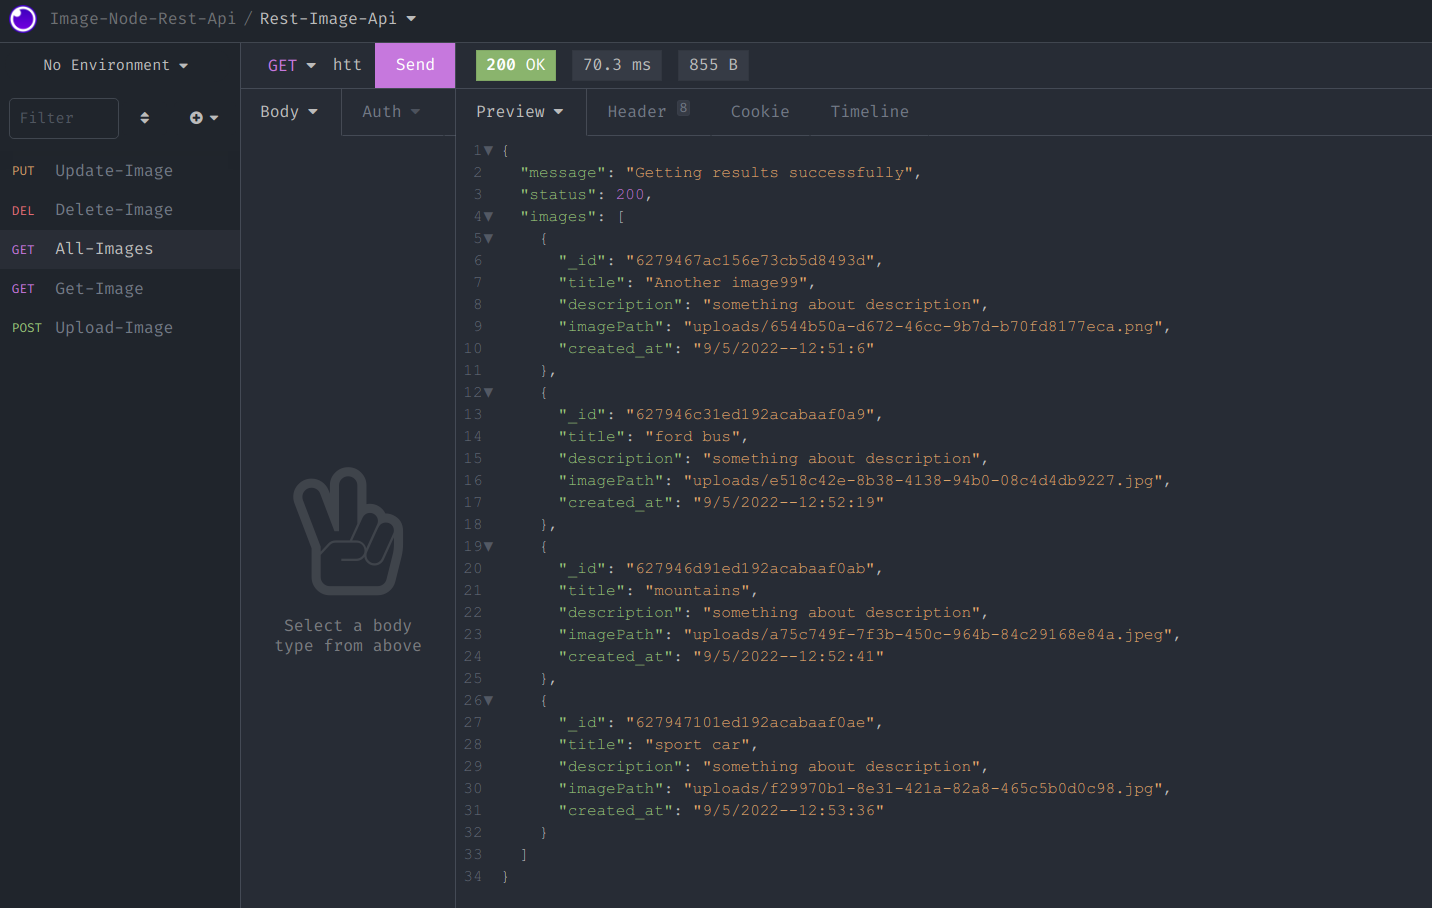 Image-Node-Rest-Api / Rest-Image-Api
No Environment
GET htt Send
200 OK 70.3 ms 855 B
Filter
Body Auth
Preview Header 8 Cookie Timeline
PUT Update-Image
DEL Delete-Image
GET All-Images
GET Get-Image
POST Upload-Image
Select a body
type from above
1 {
2 "message": "Getting results successfully",
3 "status": 200,
4 "images": [
5 {
6 "_id": "6279467ac156e73cb5d8493d",
7 "title": "Another image99",
8 "description": "something about description",
9 "imagePath": "uploads/6544b50a-d672-46cc-9b7d-b70fd8177eca.png",
10 "created_at": "9/5/2022--12:51:6"
11 },
12 {
13 "_id": "627946c31ed192acabaaf0a9",
14 "title": "ford bus",
15 "description": "something about description",
16 "imagePath": "uploads/e518c42e-8b38-4138-94b0-08c4d4db9227.jpg",
17 "created_at": "9/5/2022--12:52:19"
18 },
19 {
20 "_id": "627946d91ed192acabaaf0ab",
21 "title": "mountains",
22 "description": "something about description",
23 "imagePath": "uploads/a75c749f-7f3b-450c-964b-84c29168e84a.jpeg",
24 "created_at": "9/5/2022--12:52:41"
25 },
26 {
27 "_id": "627947101ed192acabaaf0ae",
28 "title": "sport car",
29 "description": "something about description",
30 "imagePath": "uploads/f29970b1-8e31-421a-82a8-465c5b0d0c98.jpg",
31 "created_at": "9/5/2022--12:53:36"
32 }
33 ]
34 }